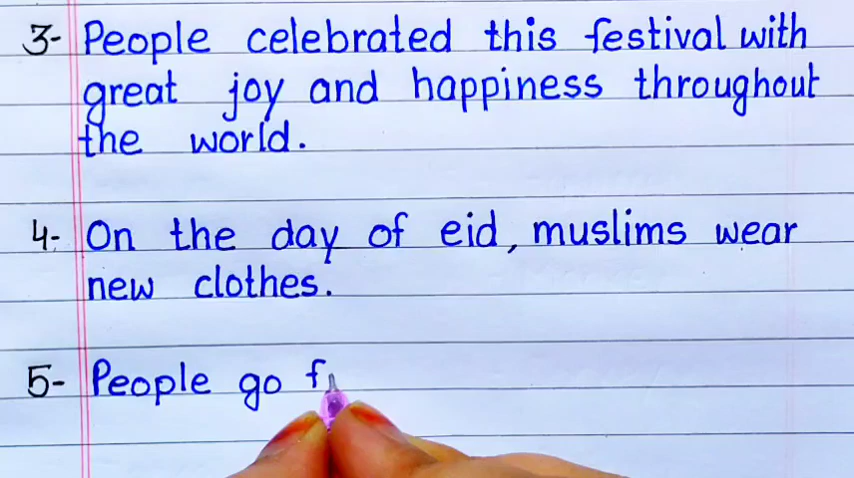 3- People celebrated this festival with
great joy and happiness throughout
the world.
4- On the day of eid, muslims wear
new clothes.
5- People go f